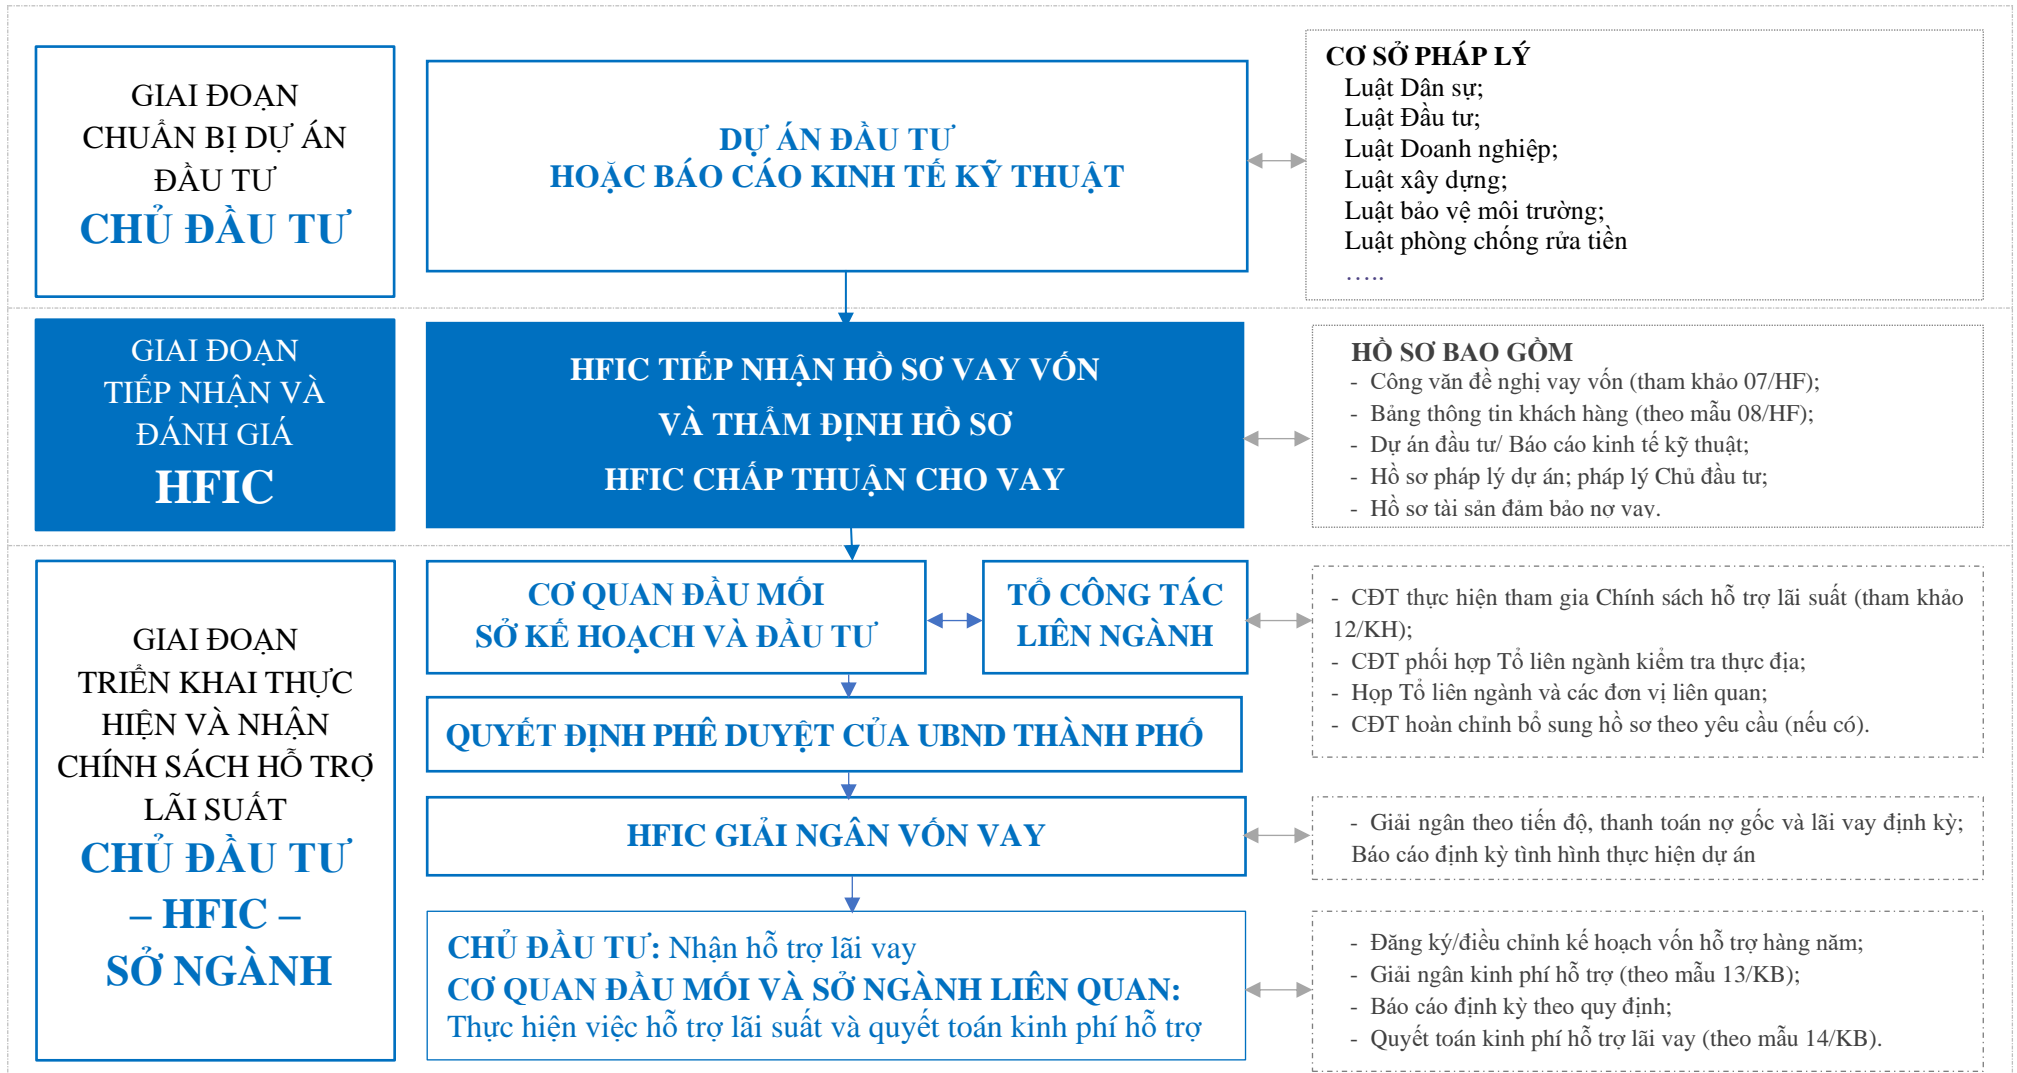 GIAI ĐOẠN
CHUẨN BỊ DỰ ÁN
ĐẦU TƯ
CHỦ ĐẦU TƯ
DỰ ÁN ĐẦU TƯ
HOẶC BÁO CÁO KINH TẾ KỸ THUẬT
CƠ SỞ PHÁP LÝ
Luật Dân sự;
Luật Đầu tư;
Luật Doanh nghiệp;
Luật xây dựng;
Luật bảo vệ môi trường;
Luật phòng chống rửa tiền
…..
GIAI ĐOẠN
TIẾP NHẬN VÀ
ĐÁNH GIÁ
HFIC
HFIC TIẾP NHẬN HỒ SƠ VAY VỐN
VÀ THẨM ĐỊNH HỒ SƠ
HFIC CHẤP THUẬN CHO VAY
HỒ SƠ BAO GỒM
- Công văn đề nghị vay vốn (tham khảo 07/HF);
- Bảng thông tin khách hàng (theo mẫu 08/HF);
- Dự án đầu tư/ Báo cáo kinh tế kỹ thuật;
- Hồ sơ pháp lý dự án; pháp lý Chủ đầu tư;
- Hồ sơ tài sản đảm bảo nợ vay.
GIAI ĐOẠN
TRIỂN KHAI THỰC
HIỆN VÀ NHẬN
CHÍNH SÁCH HỖ TRỢ
LÃI SUẤT
CHỦ ĐẦU TƯ
– HFIC –
SỞ NGÀNH
CƠ QUAN ĐẦU MỐI
SỞ KẾ HOẠCH VÀ ĐẦU TƯ
TỔ CÔNG TÁC
LIÊN NGÀNH
- CĐT thực hiện tham gia Chính sách hỗ trợ lãi suất (tham khảo
12/KH);
- CĐT phối hợp Tổ liên ngành kiểm tra thực địa;
- Họp Tổ liên ngành và các đơn vị liên quan;
- CĐT hoàn chỉnh bổ sung hồ sơ theo yêu cầu (nếu có).
QUYẾT ĐỊNH PHÊ DUYỆT CỦA UBND THÀNH PHỐ
HFIC GIẢI NGÂN VỐN VAY
- Giải ngân theo tiến độ, thanh toán nợ gốc và lãi vay định kỳ;
Báo cáo định kỳ tình hình thực hiện dự án
CHỦ ĐẦU TƯ: Nhận hỗ trợ lãi vay
CƠ QUAN ĐẦU MỐI VÀ SỞ NGÀNH LIÊN QUAN:
Thực hiện việc hỗ trợ lãi suất và quyết toán kinh phí hỗ trợ
- Đăng ký/điều chỉnh kế hoạch vốn hỗ trợ hàng năm;
- Giải ngân kinh phí hỗ trợ (theo mẫu 13/KB);
- Báo cáo định kỳ theo quy định;
- Quyết toán kinh phí hỗ trợ lãi vay (theo mẫu 14/KB).